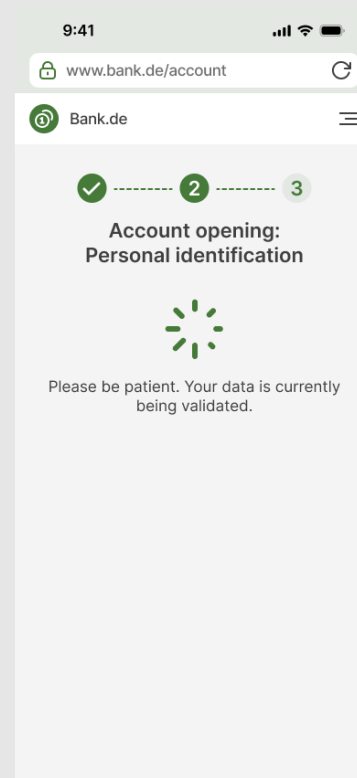 9:41
www.bank.de/account
Bank.de
2 3
Account opening:
Personal identification
Please be patient. Your data is currently
being validated.